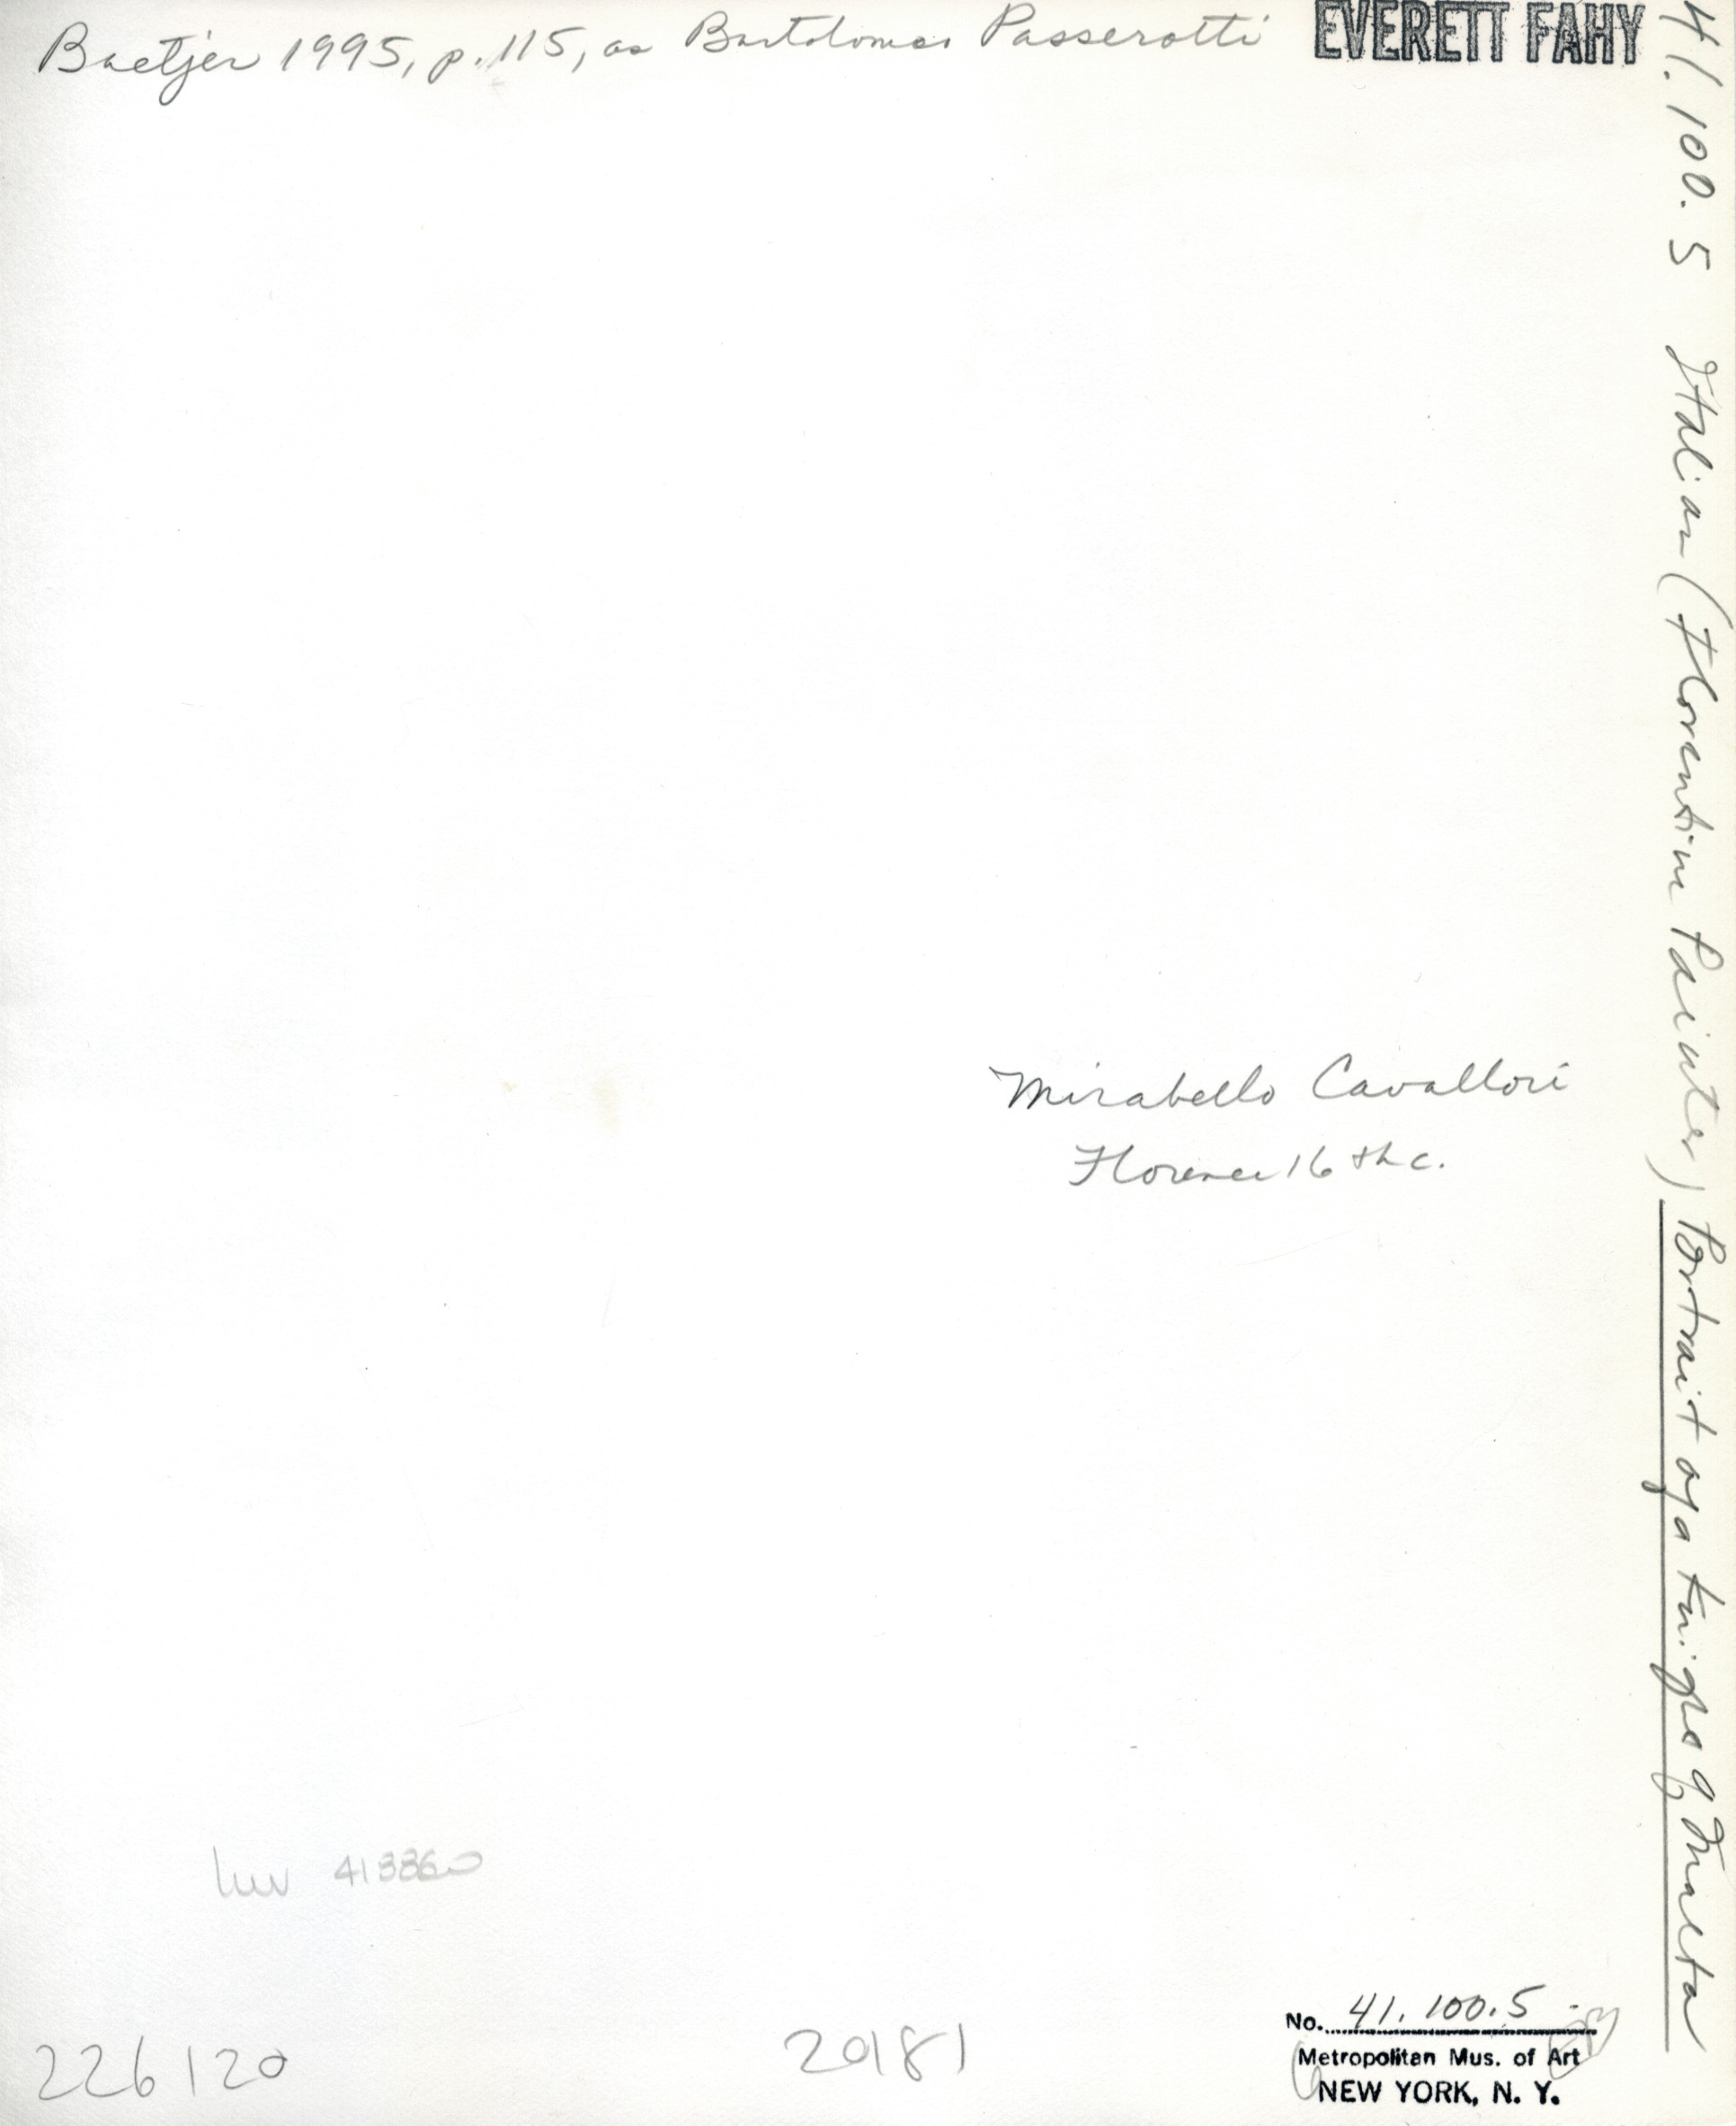 Baetjer 1995, p. 115, as Bartolomeo Passerotti
EVERETT FAHY
41.100.5 Italian (Florentine Painter) Portrait of a Knight of Malta
Mirabello Cavallori
Florence 16th c.
Inv 413860
226120
20181
No. 41.100.5
Metropolitan Mus. of Art
NEW YORK, N. Y.